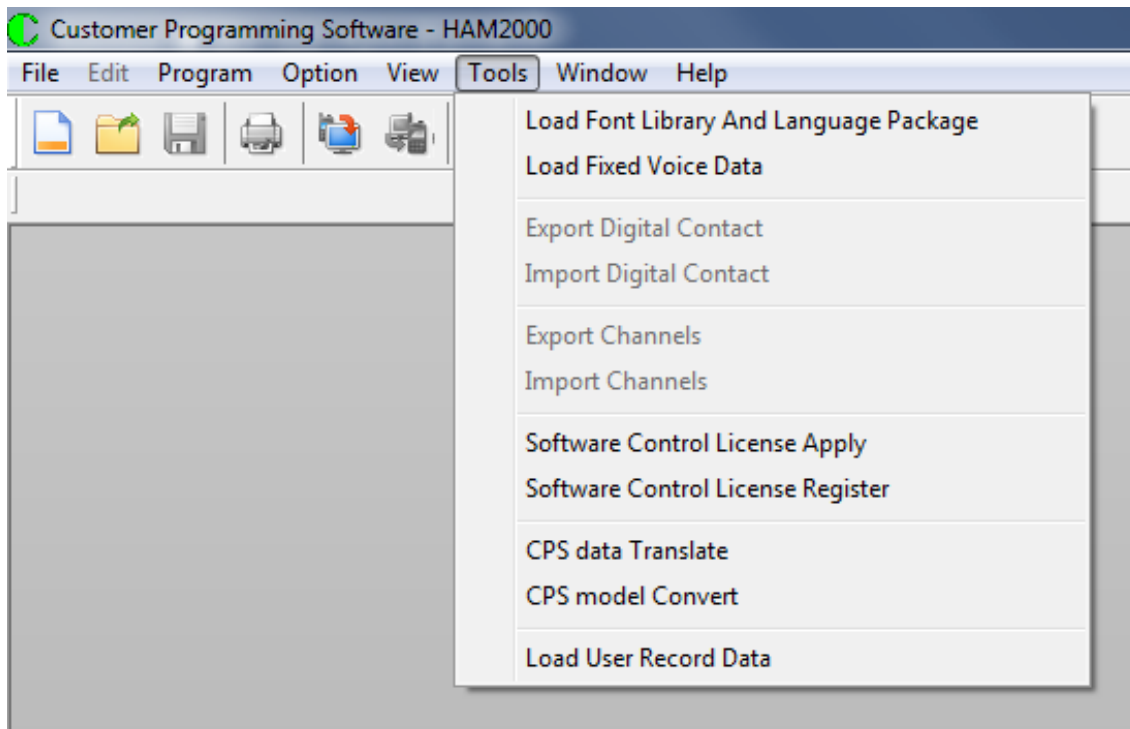 Customer Programming Software - HAM2000
File Edit Program Option View Tools Window Help
Load Font Library And Language Package
Load Fixed Voice Data
Export Digital Contact
Import Digital Contact
Export Channels
Import Channels
Software Control License Apply
Software Control License Register
CPS data Translate
CPS model Convert
Load User Record Data